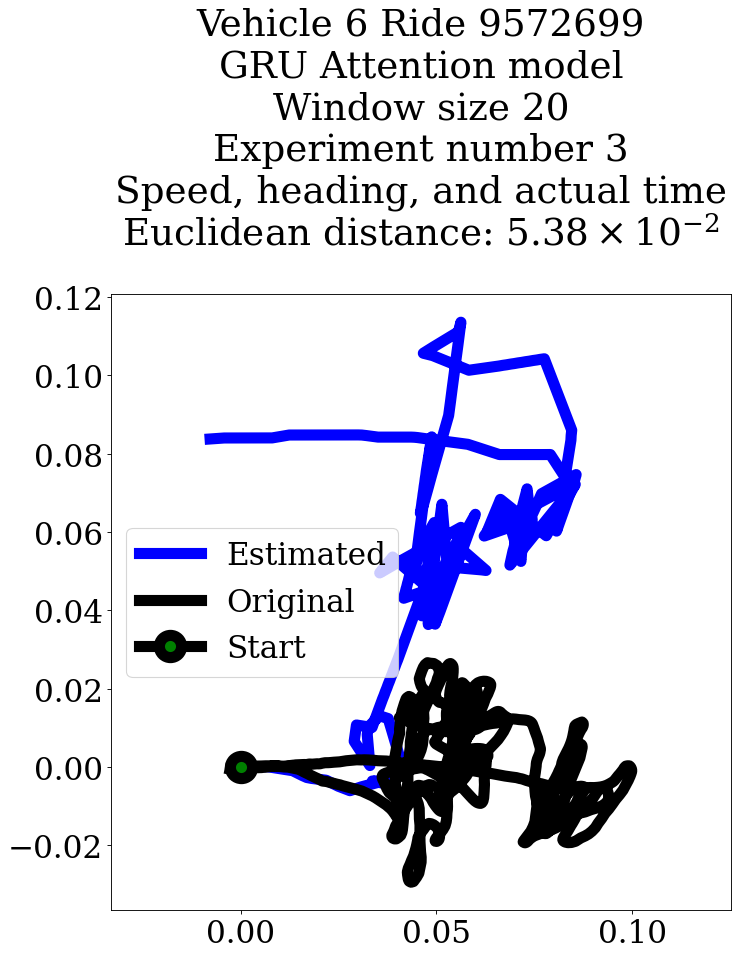 Vehicle 6 Ride 9572699
GRU Attention model
Window size 20
Experiment number 3
Speed, heading, and actual time
Euclidean distance: 5.38 × 10⁻²
0.12
0.10
0.08
0.06
0.04
0.02
0.00
−0.02
Estimated
Original
Start
0.00 0.05 0.10